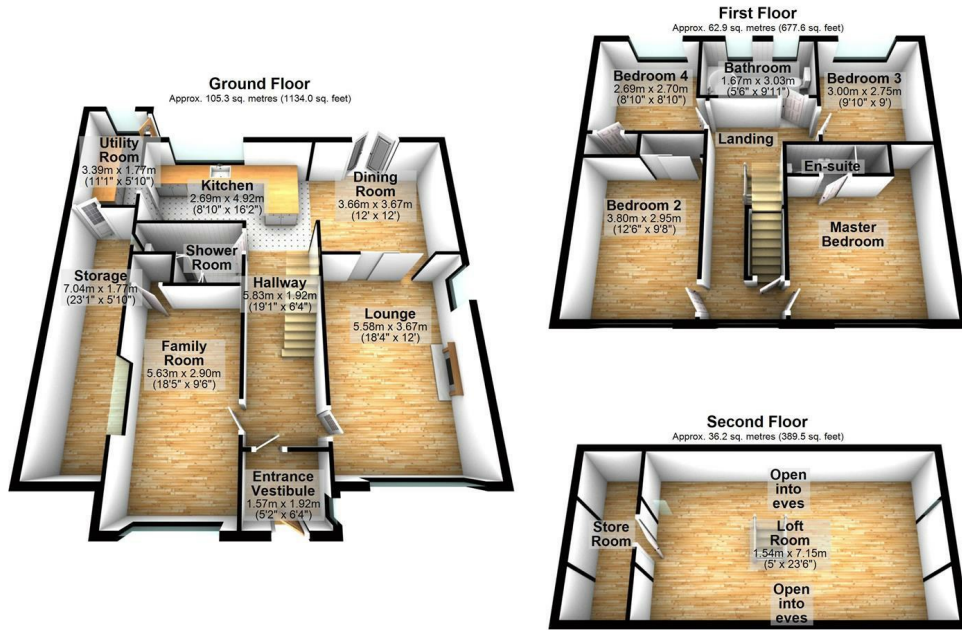 Ground Floor
Approx. 105.3 sq. metres (1134.0 sq. feet)
Utility
Room
3.39m x 1.77m
(11'1" x 5'10")
Kitchen
2.69m x 4.92m
(8'10" x 16'2")
Dining
Room
3.66m x 3.67m
(12' x 12')
Shower
Room
Storage
7.04m x 1.77m
(23'1" x 5'10")
Hallway
5.83m x 1.92m
(19'1" x 6'4")
Lounge
5.58m x 3.67m
(18'4" x 12')
Family
Room
5.63m x 2.90m
(18'5" x 9'6")
Entrance
Vestibule
1.57m x 1.92m
(5'2" x 6'4")
First Floor
Approx. 62.9 sq. metres (677.6 sq. feet)
Bedroom 4
2.69m x 2.70m
(8'10" x 8'10")
Bathroom
1.67m x 3.03m
(5'6" x 9'11")
Bedroom 3
3.00m x 2.75m
(9'10" x 9')
Landing
En-suite
Bedroom 2
3.80m x 2.95m
(12'6" x 9'8")
Master
Bedroom
Second Floor
Approx. 36.2 sq. metres (389.5 sq. feet)
Open
into
eves
Store
Room
Loft
Room
1.54m x 7.15m
(5' x 23'6")
Open
into
eves